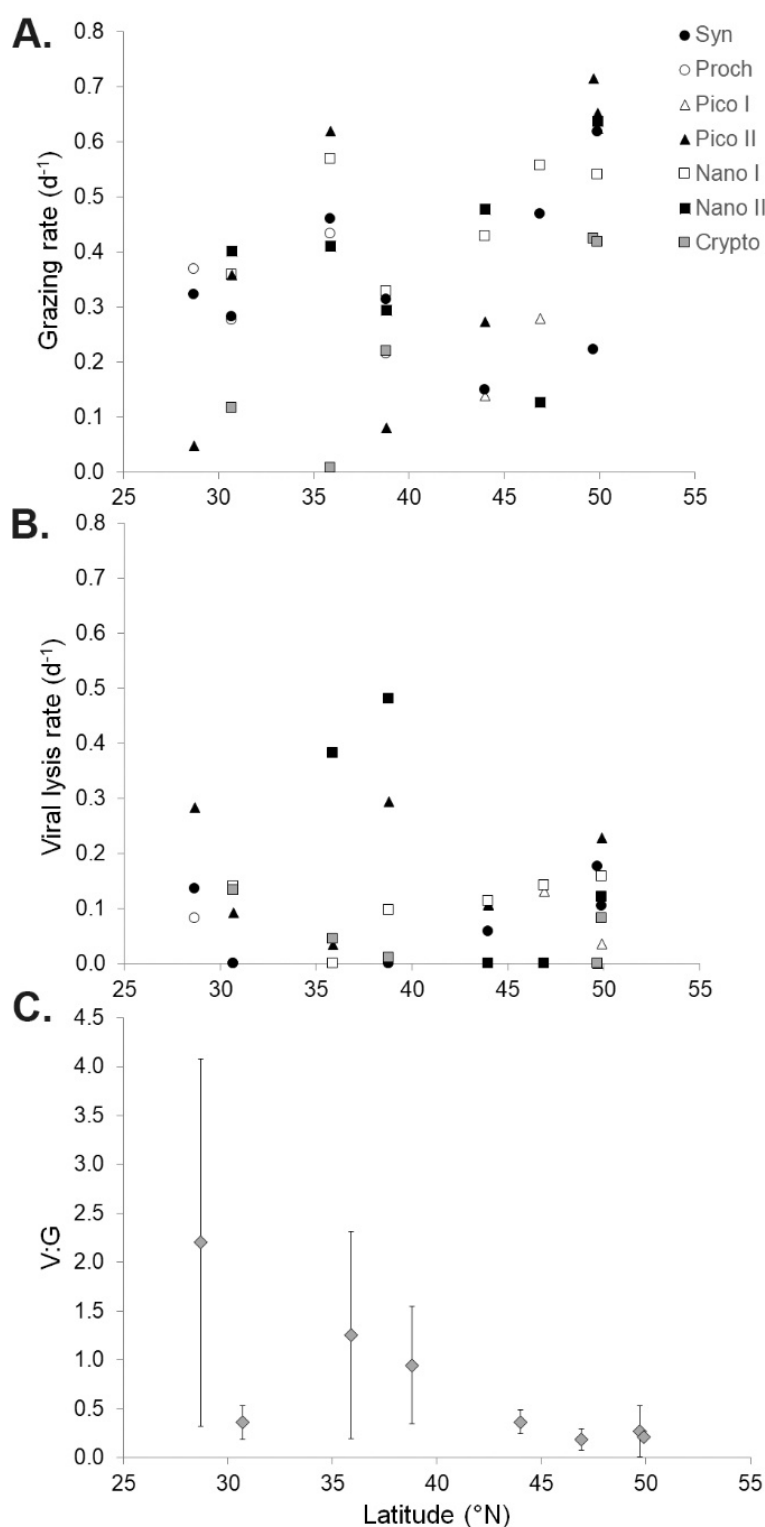 A.
Grazing rate (d-1)
0.8
0.7
0.6
0.5
0.4
0.3
0.2
0.1
0.0
25 30 35 40 45 50 55
Syn
Proch
Pico I
Pico II
Nano I
Nano II
Crypto
B.
Viral lysis rate (d-1)
0.8
0.7
0.6
0.5
0.4
0.3
0.2
0.1
0.0
25 30 35 40 45 50 55
C.
V:G
4.5
4.0
3.5
3.0
2.5
2.0
1.5
1.0
0.5
0.0
25 30 35 40 45 50 55
Latitude (°N)